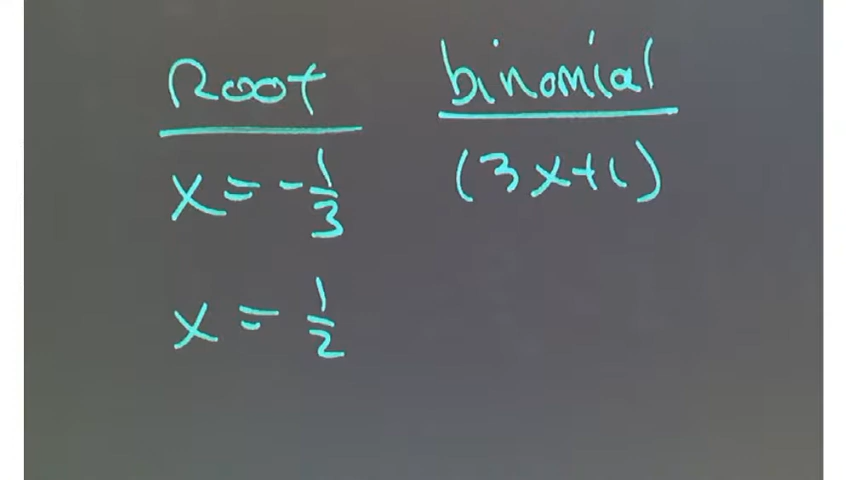 Root binomial
x = -1/3 (3x+1)
x = 1/2